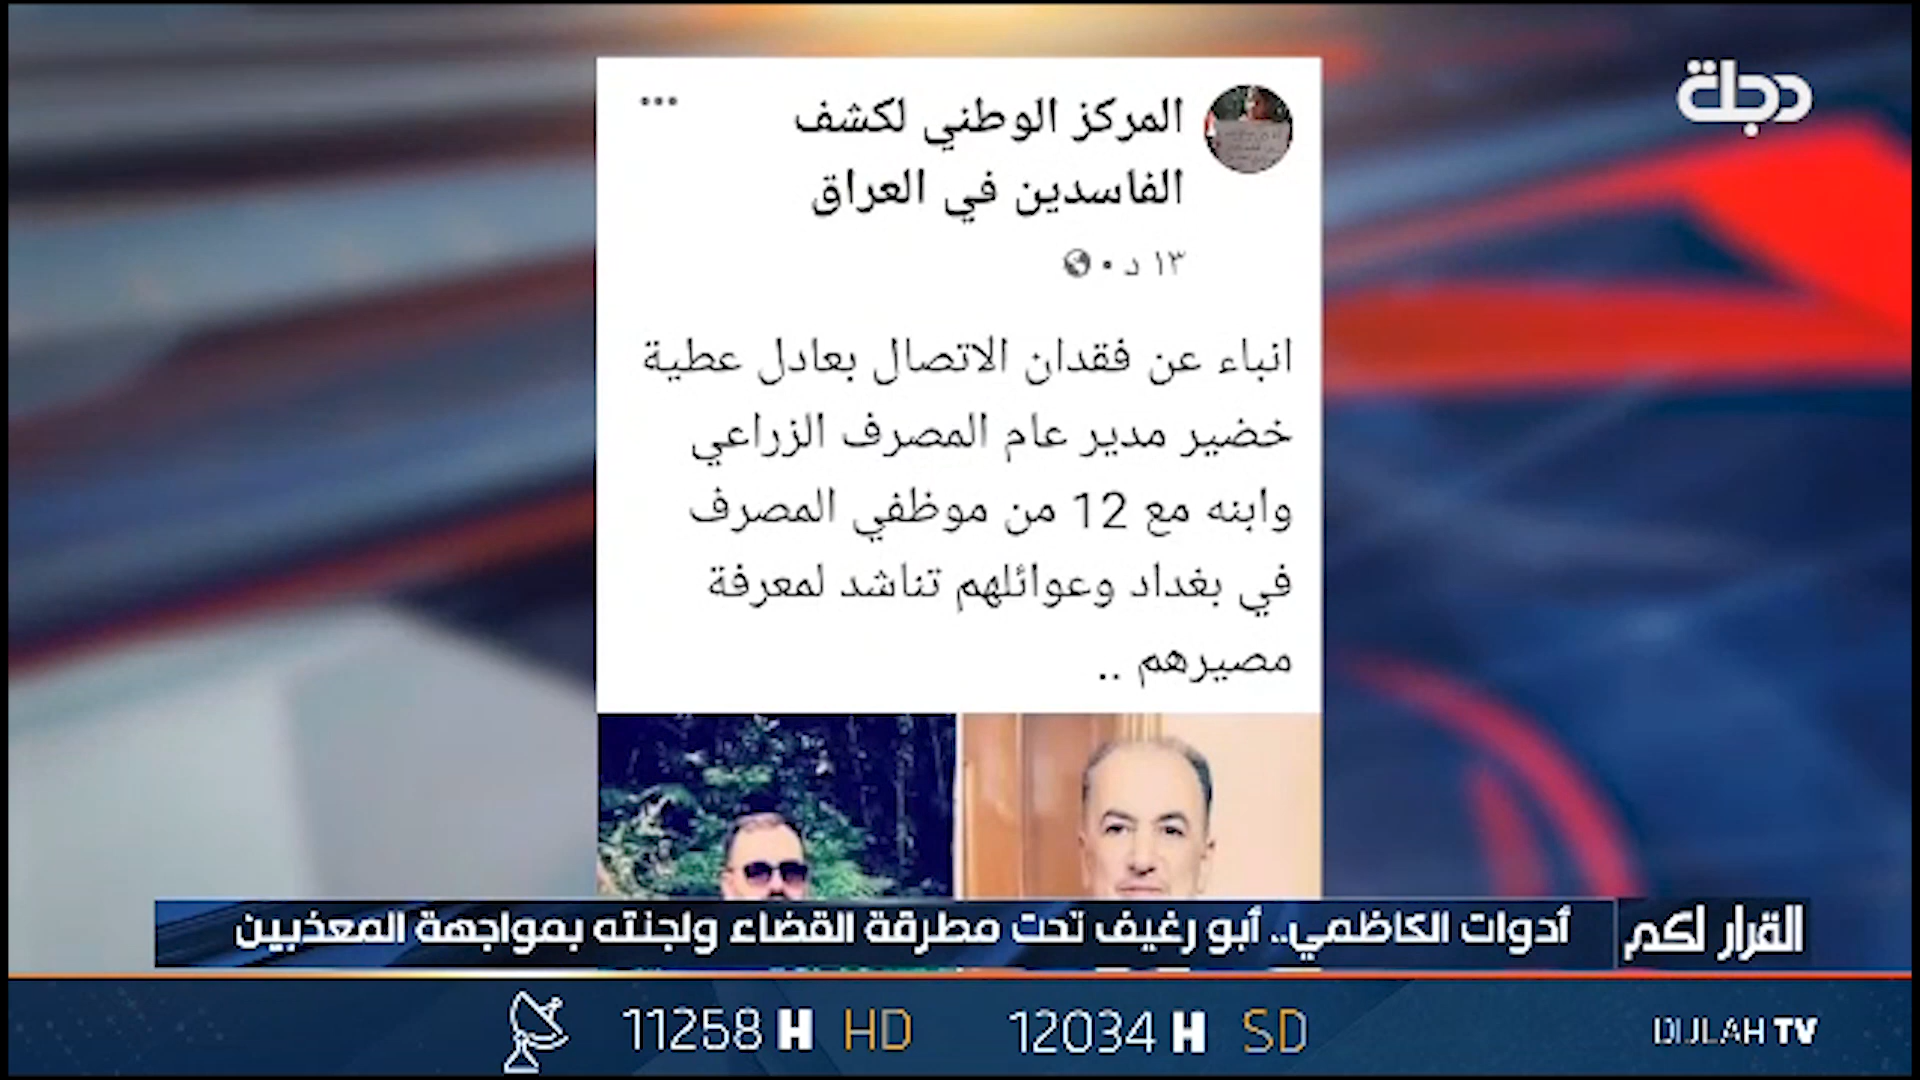 دجلة
المركز الوطني لكشف
الفاسدين في العراق
١٣ د •
انباء عن فقدان الاتصال بعادل عطية
خضير مدير عام المصرف الزراعي
وابنه مع 12 من موظفي المصرف
في بغداد وعوائلهم تناشد لمعرفة
مصيرهم ..
القرار لكم
أدوات الكاظمي.. أبو رغيف تحت مطرقة القضاء ولجنته بمواجهة المعذبين
11258 H HD 12034 H SD DIJLAH TV